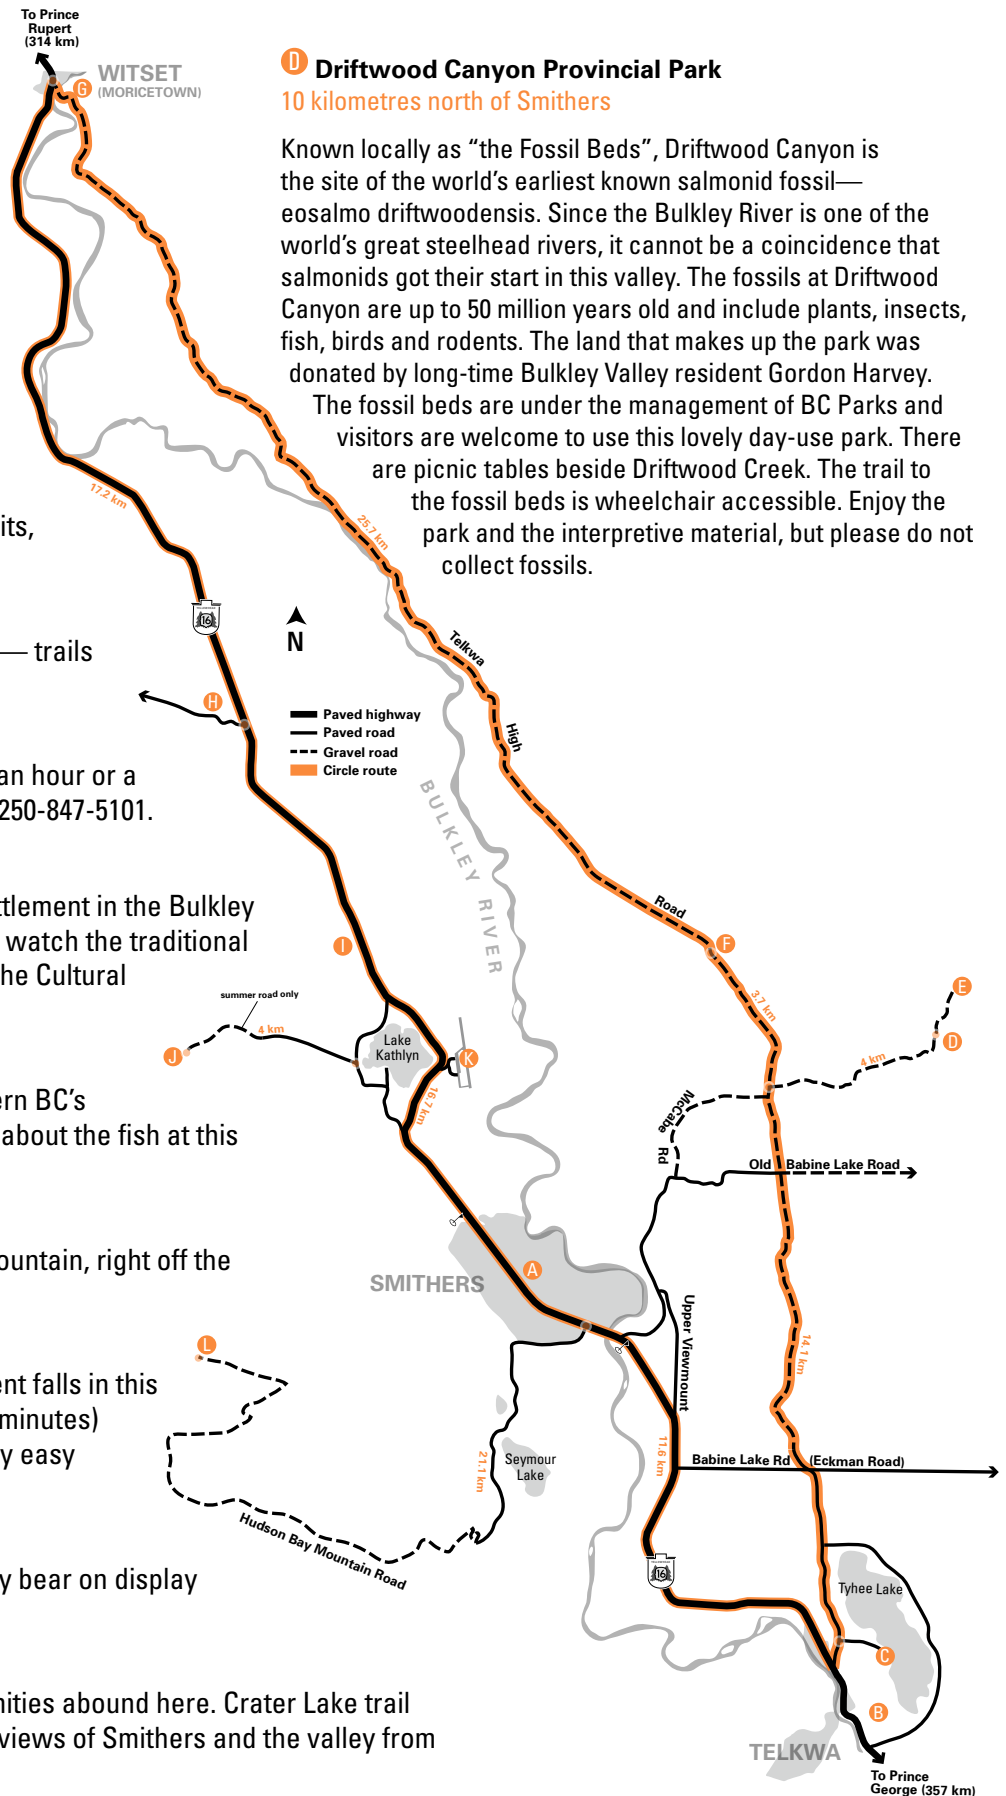 To Prince
Rupert
(314 km)
WITSET
(MORICETOWN)
G
D Driftwood Canyon Provincial Park
10 kilometres north of Smithers
Known locally as “the Fossil Beds”, Driftwood Canyon is
the site of the world’s earliest known salmonid fossil—
eosalmo driftwoodensis. Since the Bulkley River is one of the
world’s great steelhead rivers, it cannot be a coincidence that
salmonids got their start in this valley. The fossils at Driftwood
Canyon are up to 50 million years old and include plants, insects,
fish, birds and rodents. The land that makes up the park was
donated by long-time Bulkley Valley resident Gordon Harvey.
The fossil beds are under the management of BC Parks and
visitors are welcome to use this lovely day-use park. There
are picnic tables beside Driftwood Creek. The trail to
the fossil beds is wheelchair accessible. Enjoy the
park and the interpretive material, but please do not
collect fossils.
17.2 km
25.7 km
its,
16
N
— trails
Telkwa
High
Road
H
Paved highway
Paved road
Gravel road
Circle route
an hour or a
250-847-5101.
BULKLEY RIVER
ttlement in the Bulkley
watch the traditional
he Cultural
I
F
summer road only
4 km
J
Lake
Kathlyn
K
16.7 km
3.7 km
E
D
4 km
ern BC’s
about the fish at this
McCabe
Rd
Old Babine Lake Road
ountain, right off the
A
SMITHERS
L
Upper Viewmount
14.1 km
ent falls in this
minutes)
y easy
21.1 km
Seymour
Lake
11.6 km
Babine Lake Rd (Eckman Road)
Hudson Bay Mountain Road
16
y bear on display
Tyhee Lake
C
B
nities abound here. Crater Lake trail
views of Smithers and the valley from
TELKWA
To Prince
George (357 km)